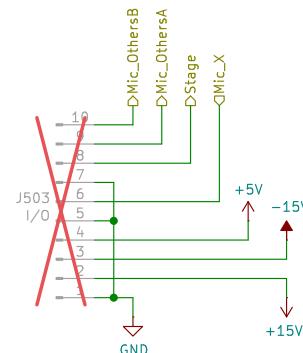 Mic_OthersB
Mic_OthersA
Stage
Mic_X
10
9
8
7
6
5
4
3
2
1
J503
I/O
+5V
-15V
+15V
GND